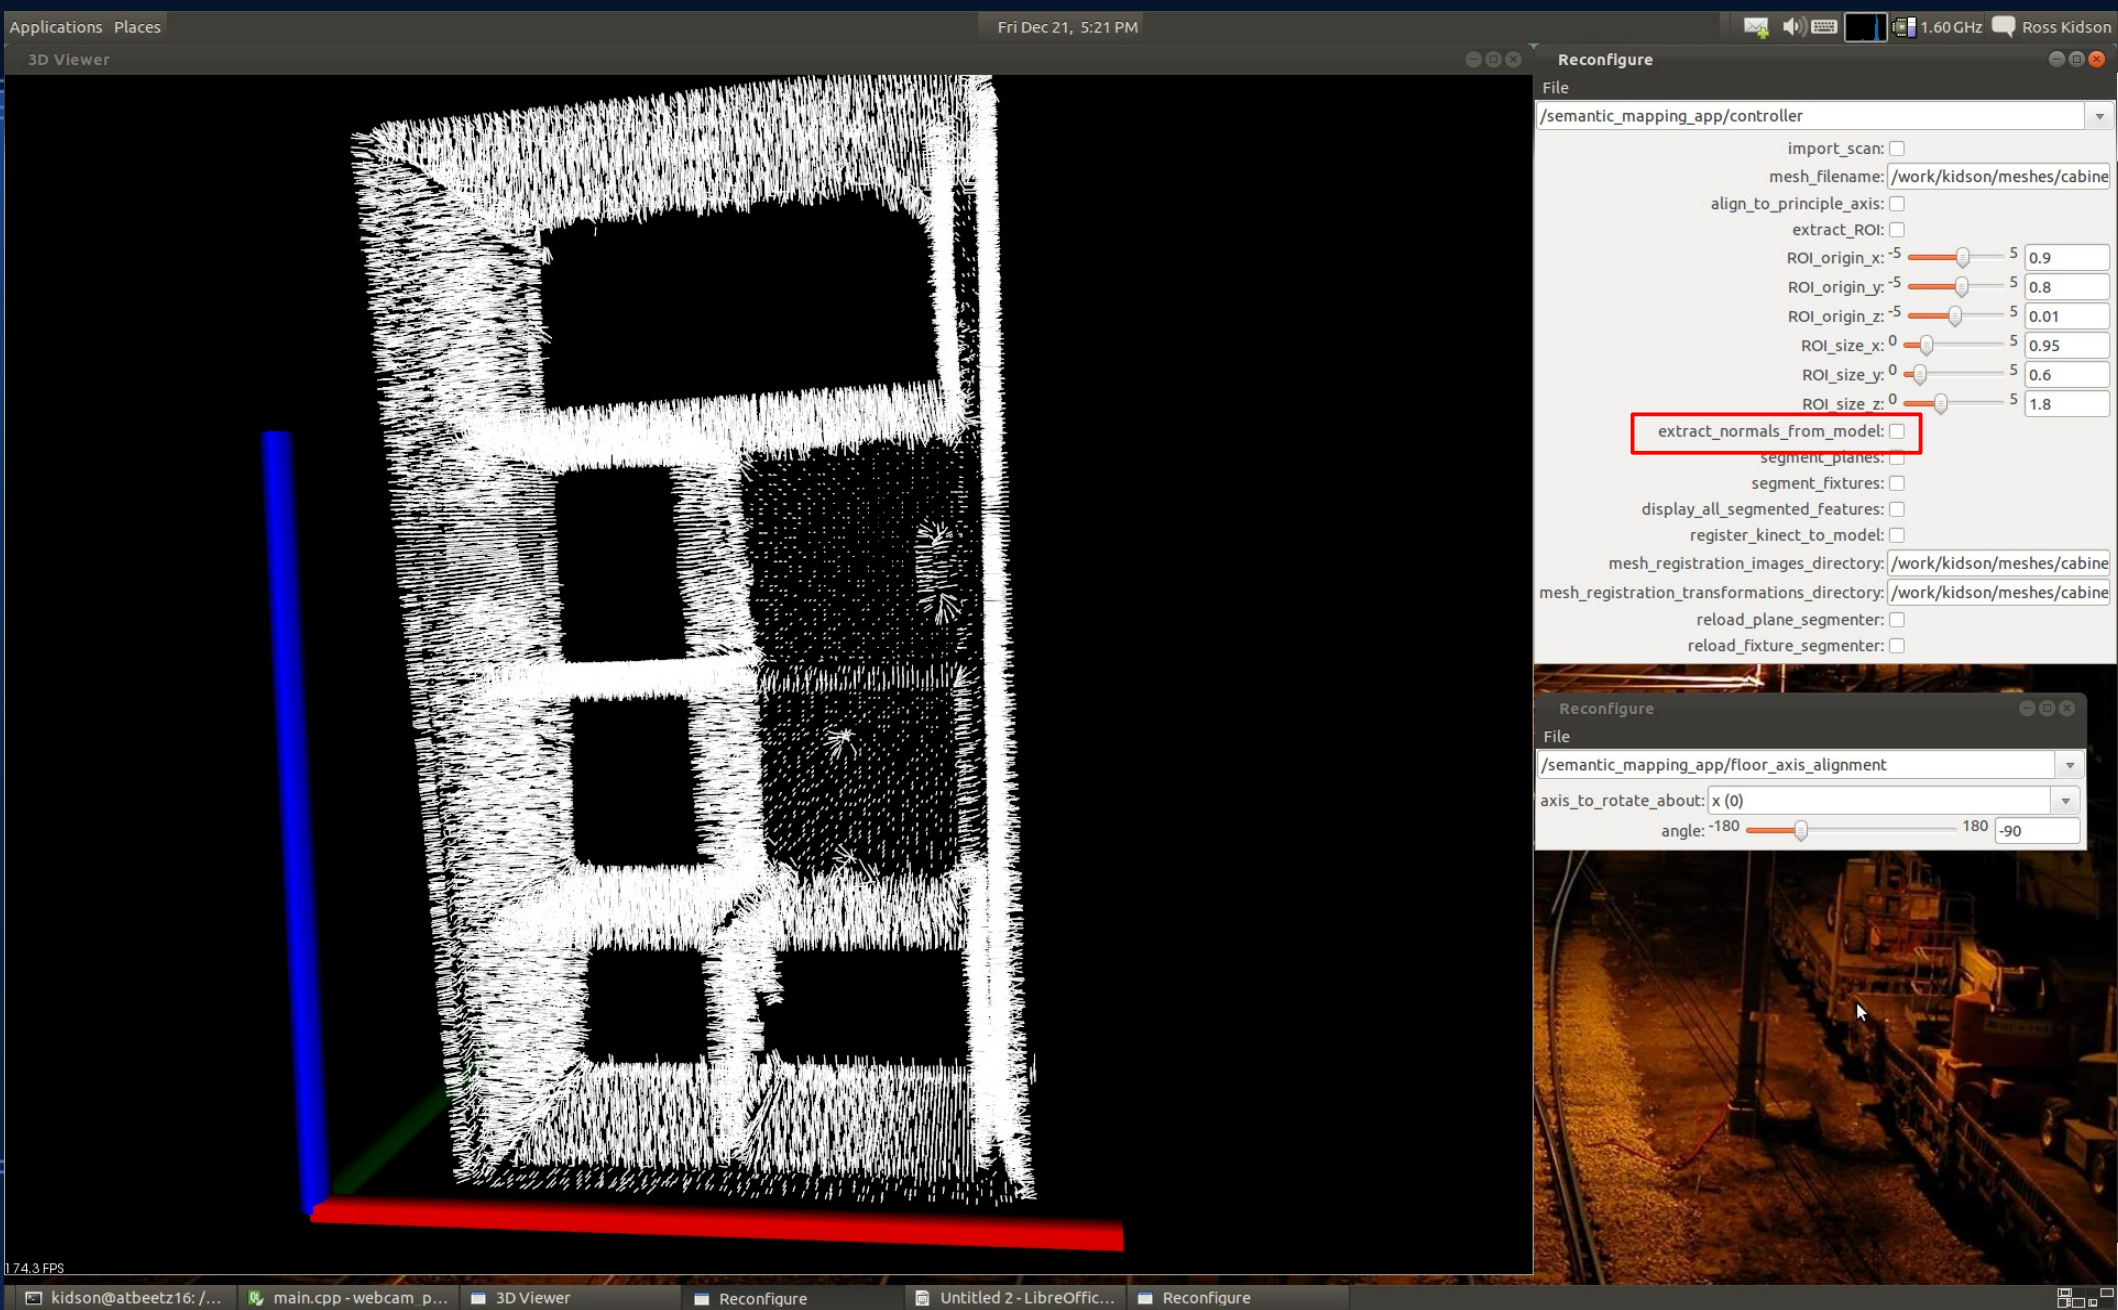 Applications Places
Fri Dec 21, 5:21 PM
1.60 GHz
Ross Kidson
3D Viewer
174.3 FPS
Reconfigure
File
/semantic_mapping_app/controller
import_scan:
mesh_filename: /work/kidson/meshes/cabine
align_to_principle_axis:
extract_ROI:
ROI_origin_x: -5 5 0.9
ROI_origin_y: -5 5 0.8
ROI_origin_z: -5 5 0.01
ROI_size_x: 0 5 0.95
ROI_size_y: 0 5 0.6
ROI_size_z: 0 5 1.8
extract_normals_from_model:
segment_planes:
segment_fixtures:
display_all_segmented_features:
register_kinect_to_model:
mesh_registration_images_directory: /work/kidson/meshes/cabine
mesh_registration_transformations_directory: /work/kidson/meshes/cabine
reload_plane_segmenter:
reload_fixture_segmenter:
Reconfigure
File
/semantic_mapping_app/floor_axis_alignment
axis_to_rotate_about: x (0)
angle: -180 180 -90
kidson@atbeetz16: /...
main.cpp - webcam_p...
3D Viewer
Reconfigure
Untitled 2 - LibreOffic...
Reconfigure